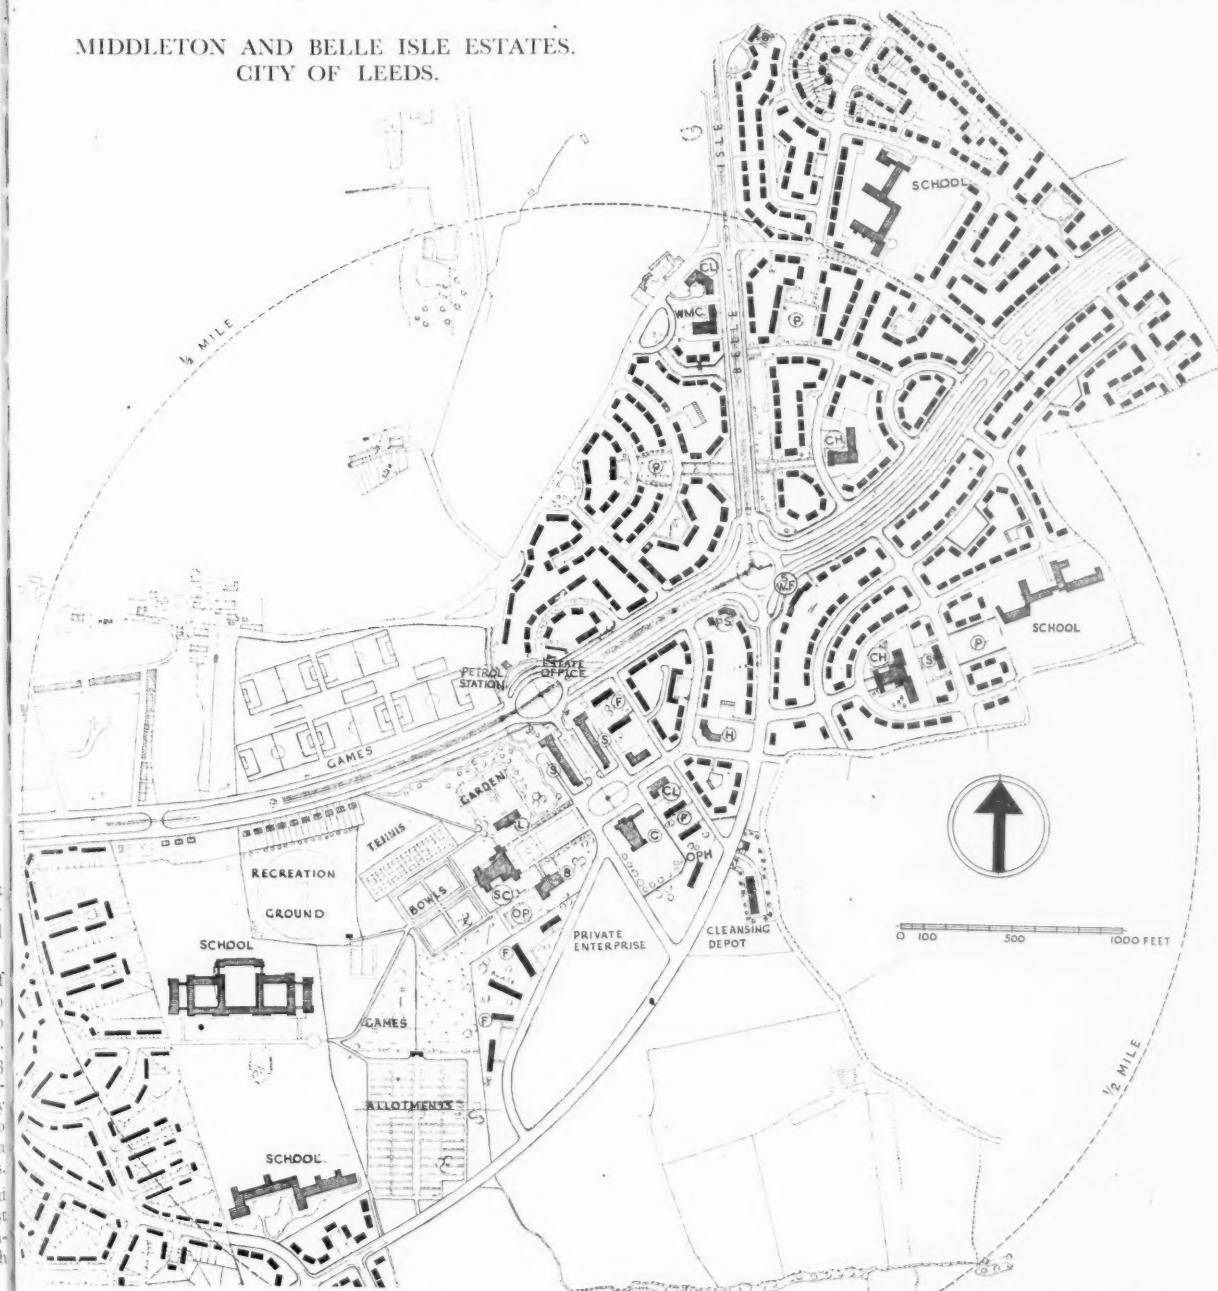 MIDDLETON AND BELLE ISLE ESTATES.
CITY OF LEEDS.
BELLE ISLE
SCHOOL
½ MILE
CL
WMC
P
CH
P
S
W.F
SCHOOL
PS
CH
S
P
PETROL
STATION
ESTATE
OFFICE
F
H
GAMES
S
S
GARDEN
CL
P
C
OPH
TENNIS
L
RECREATION
GROUND
BOWLS
SC
B
OP
PRIVATE
ENTERPRISE
CLEANSING
DEPOT
0 100 500 1000 FEET
SCHOOL
F
F
GAMES
½ MILE
ALLOTMENTS
SCHOOL